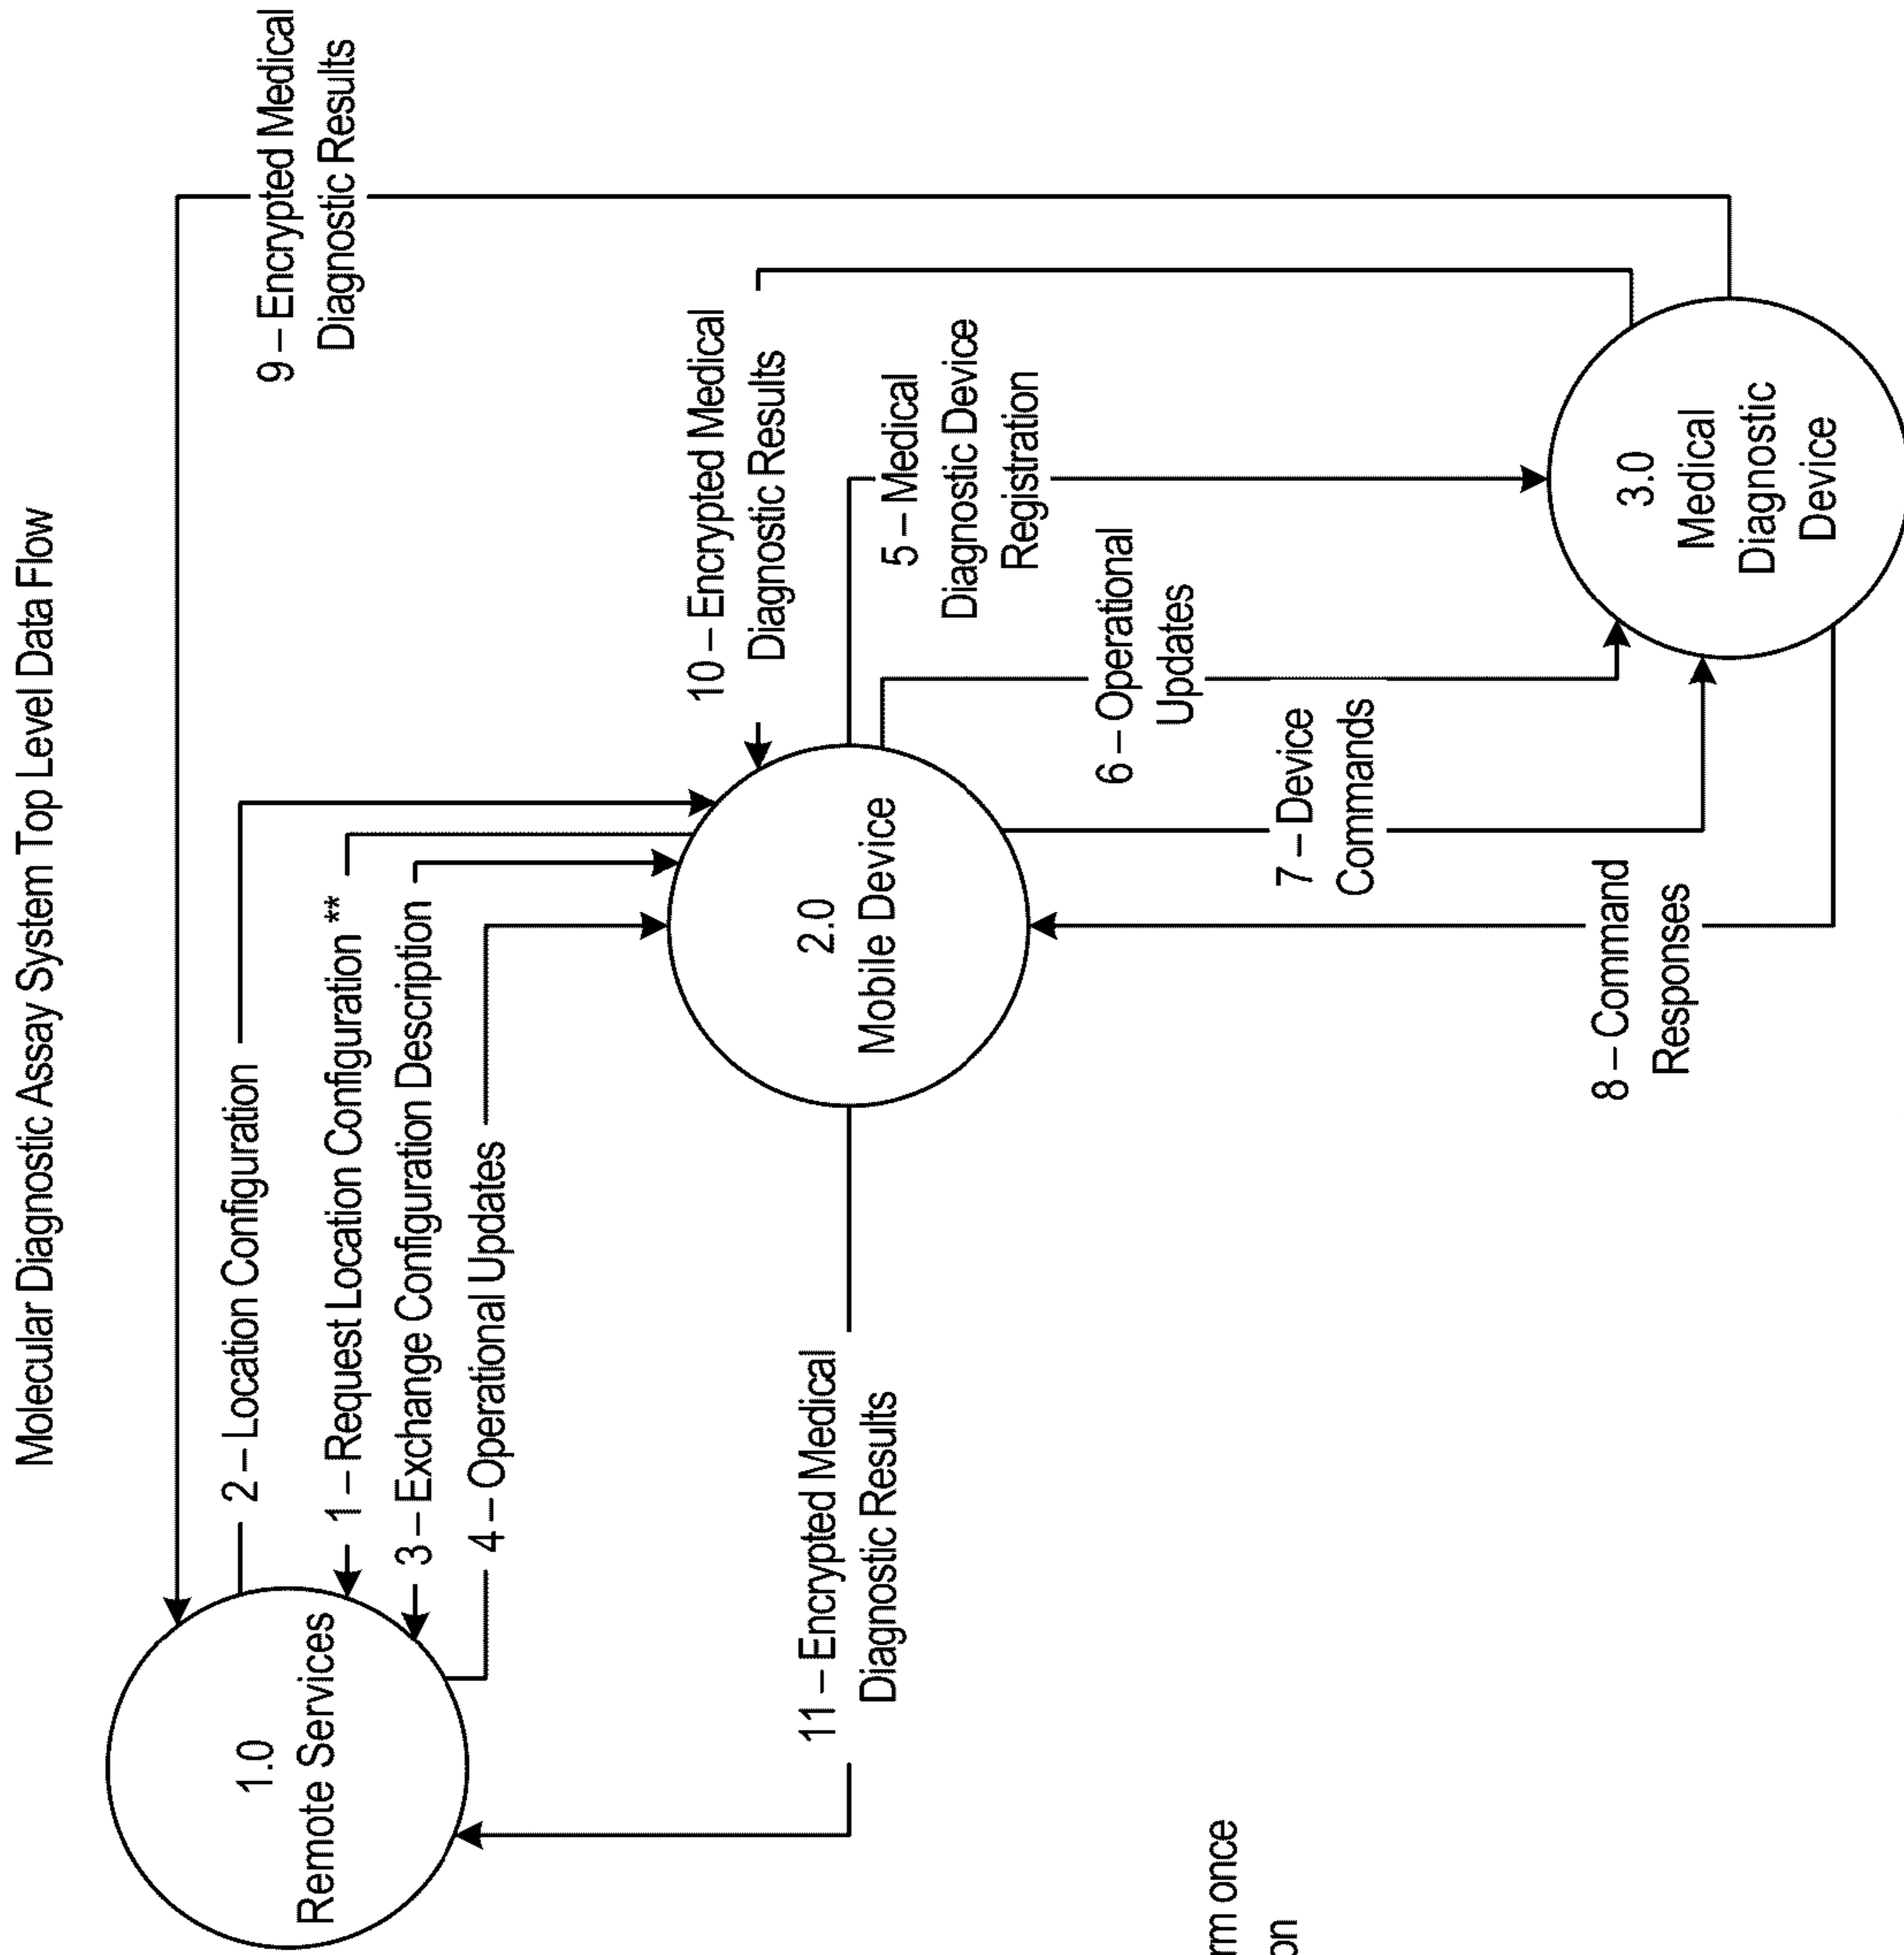 Molecular Diagnostic Assay System Top Level Data Flow
9 – Encrypted Medical
Diagnostic Results
2 – Location Configuration
1 – Request Location Configuration **
3 – Exchange Configuration Description
4 – Operational Updates
1.0
Remote Services
10 – Encrypted Medical
Diagnostic Results
2.0
Mobile Device
11 – Encrypted Medical
Diagnostic Results
5 – Medical
Diagnostic Device
Registration
6 – Operational
Updates
7 – Device
Commands
8 – Command
Responses
3.0
Medical
Diagnostic
Device
once